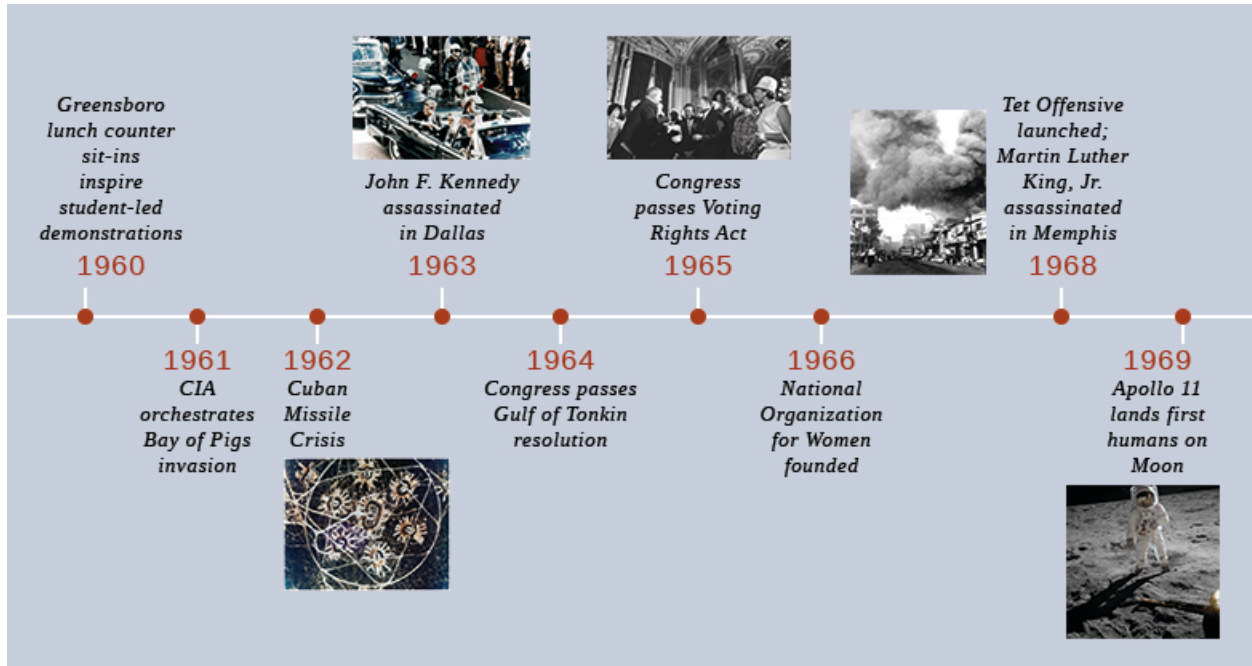 Greensboro
lunch counter
sit-ins
inspire
student-led
demonstrations
1960
1961
CIA
orchestrates
Bay of Pigs
invasion
1962
Cuban
Missile
Crisis
John F. Kennedy
assassinated
in Dallas
1963
1964
Congress passes
Gulf of Tonkin
resolution
Congress
passes Voting
Rights Act
1965
1966
National
Organization
for Women
founded
Tet Offensive
launched;
Martin Luther
King, Jr.
assassinated
in Memphis
1968
1969
Apollo 11
lands first
humans on
Moon